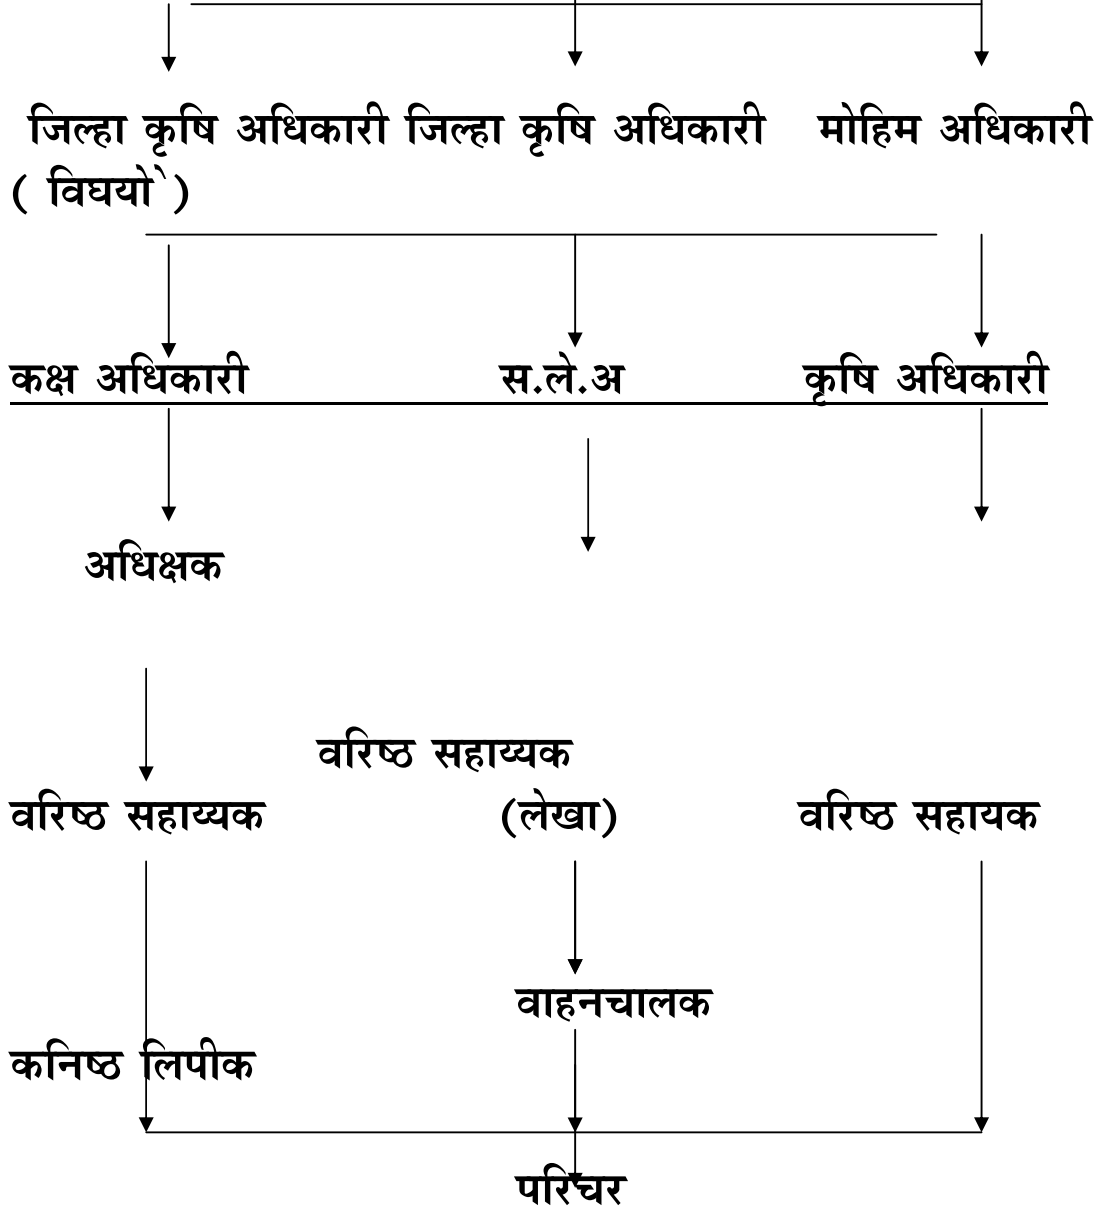 जिल्हा कृषि अधिकारी जिल्हा कृषि अधिकारी मोहिम अधिकारी
( विघयो`)
कक्ष अधिकारी स.ले.अ कृषि अधिकारी
अधिक्षक
वरिष्ठ सहाय्यक
वरिष्ठ सहाय्यक (लेखा) वरिष्ठ सहायक
वाहनचालक
कनिष्ठ लिपीक
परिचर